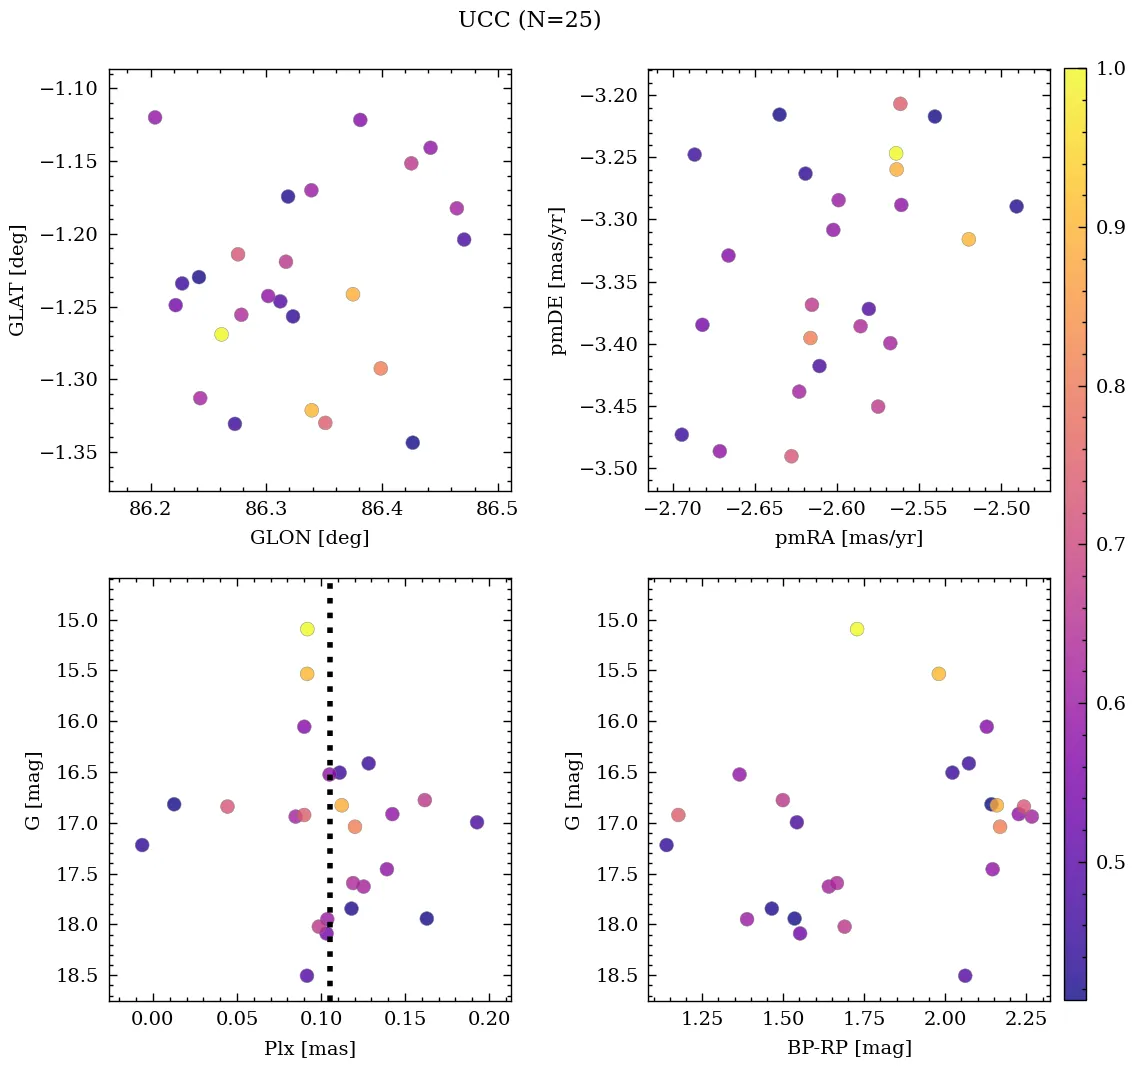 UCC (N=25)
−1.10
−1.15
−1.20
−1.25
−1.30
−1.35
GLAT [deg]
86.2 86.3 86.4 86.5
GLON [deg]
−3.20
−3.25
−3.30
−3.35
−3.40
−3.45
−3.50
pmDE [mas/yr]
−2.70 −2.65 −2.60 −2.55 −2.50
pmRA [mas/yr]
15.0
15.5
16.0
16.5
17.0
17.5
18.0
18.5
G [mag]
0.00 0.05 0.10 0.15 0.20
Plx [mas]
15.0
15.5
16.0
16.5
17.0
17.5
18.0
18.5
G [mag]
1.25 1.50 1.75 2.00 2.25
BP-RP [mag]
1.0
0.9
0.8
0.7
0.6
0.5